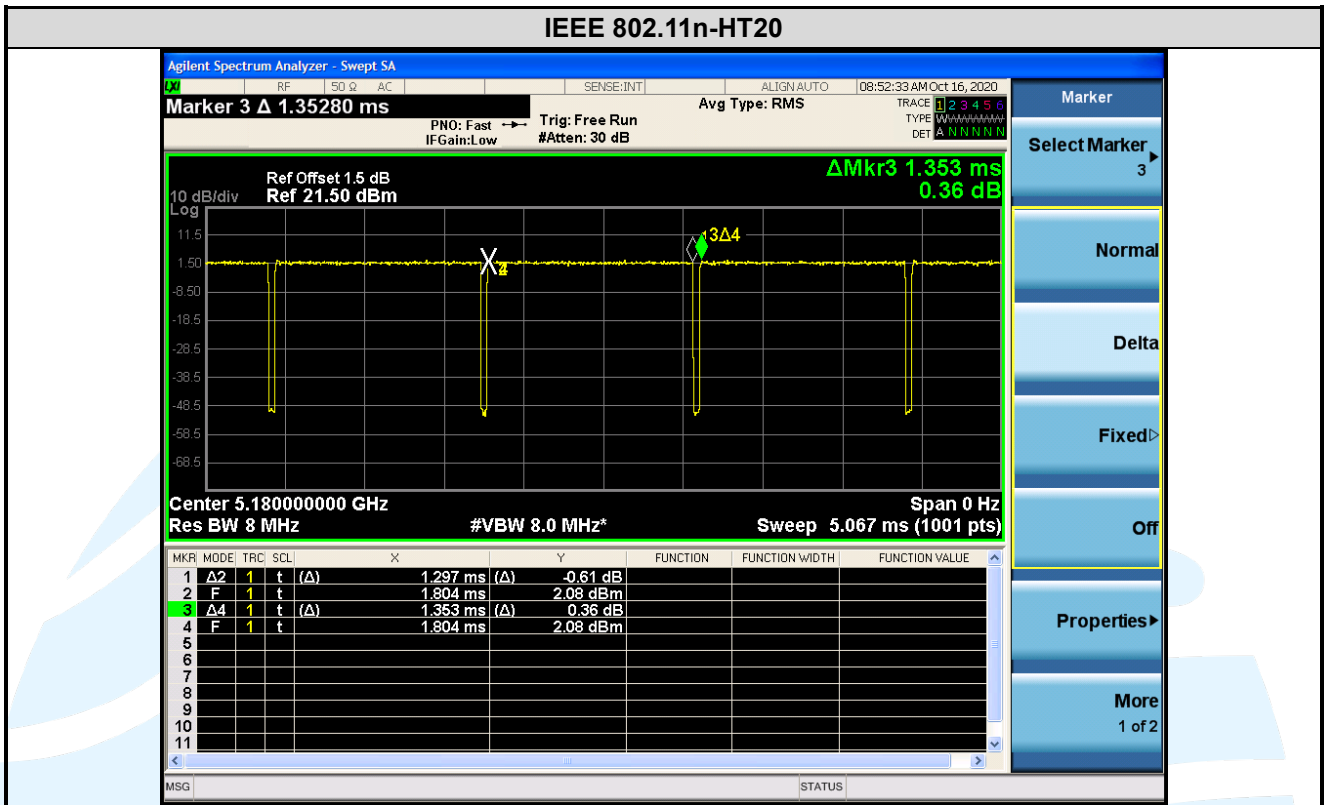 IEEE 802.11n-HT20
Agilent Spectrum Analyzer - Swept SA
LXI RF 50 Ω AC SENSE:INT ALIGN AUTO 08:52:33 AM Oct 16, 2020
Marker 3 Δ 1.35280 ms
PNO: Fast
IFGain:Low
Trig: Free Run
#Atten: 30 dB
Avg Type: RMS
TRACE 1 2 3 4 5 6
TYPE
DET A N N N N N
ΔMkr3 1.353 ms
0.36 dB
Ref Offset 1.5 dB
10 dB/div Ref 21.50 dBm
Log
11.5
1.50
-8.50
-18.5
-28.5
-38.5
-48.5
-58.5
-68.5
3Δ4
Center 5.180000000 GHz Span 0 Hz
Res BW 8 MHz #VBW 8.0 MHz* Sweep 5.067 ms (1001 pts)
MKR MODE TRC SCL X Y FUNCTION FUNCTION WIDTH FUNCTION VALUE
1 Δ2 1 t (Δ) 1.297 ms (Δ) -0.61 dB
2 F 1 t 1.804 ms 2.08 dBm
3 Δ4 1 t (Δ) 1.353 ms (Δ) 0.36 dB
4 F 1 t 1.804 ms 2.08 dBm
5
6
7
8
9
10
11
MSG STATUS
Marker
Select Marker
3
Normal
Delta
Fixed
Off
Properties
More
1 of 2